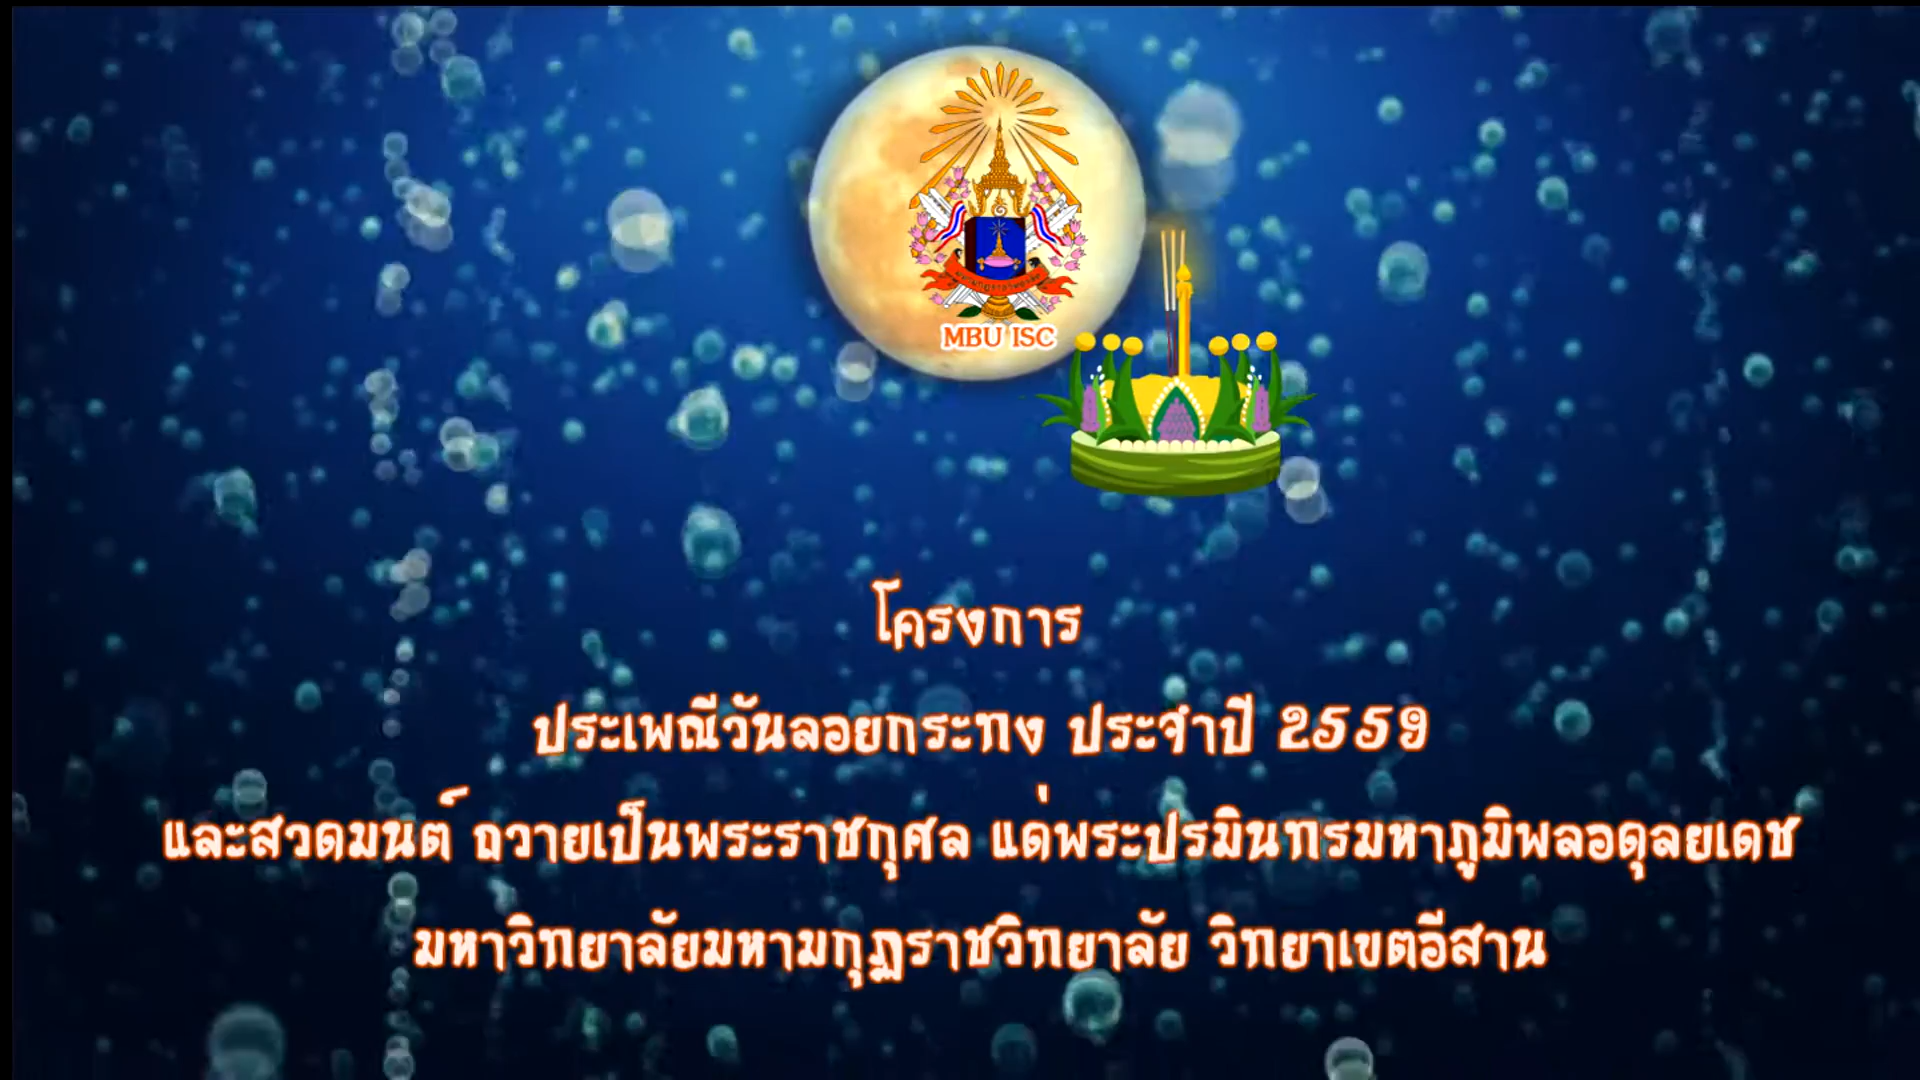 MBU ISC
โครงการ
ประเพณีวันลอยกระทง ประจำปี 2559
และสวดมนต์ ถวายเป็นพระราชกุศล แด่พระปรมินทรมหาภูมิพลอดุลยเดช
มหาวิทยาลัยมหามกุฏราชวิทยาลัย วิทยาเขตอีสาน